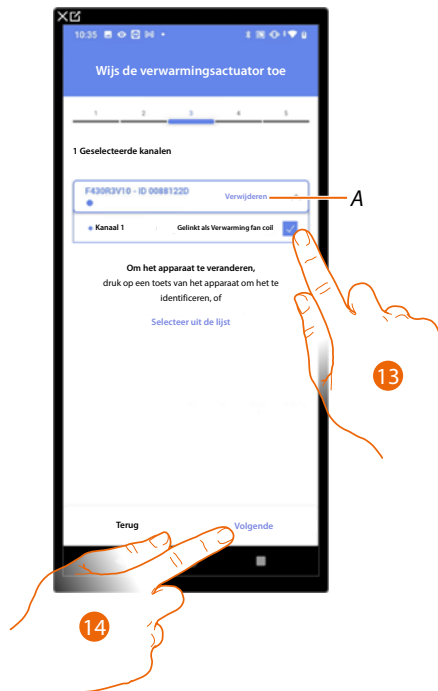 10:35
Wijs de verwarmingsactuator toe
1 2 3 4 5
1 Geselecteerde kanalen
F430R3V10 - ID 0088122D
Verwijderen
A
Kanaal 1
Gelinkt als Verwarming fan coil
Om het apparaat te veranderen,
druk op een toets van het apparaat om het te
identificeren, of
Selecteer uit de lijst
13
Terug
Volgende
14